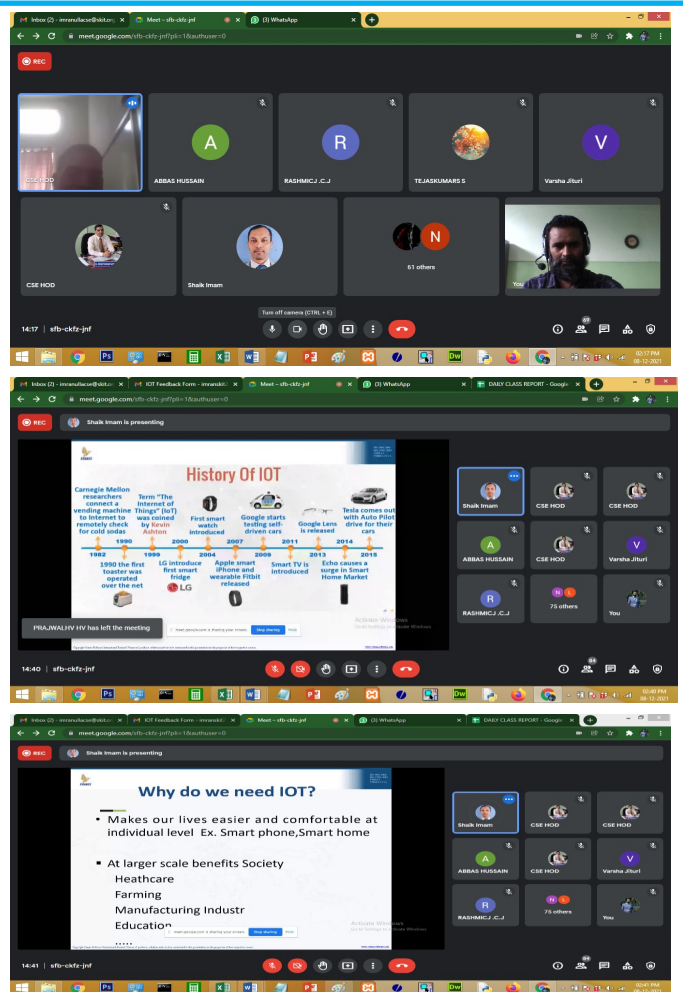 Inbox (2) - imranullacse@skit.org
Meet – sfb-ckfz-jnf
(3) WhatsApp
meet.google.com/sfb-ckfz-jnf?pli=1&authuser=0
REC
CSE HOD
A
ABBAS HUSSAIN
R
RASHMICJ .C.J
TEJASKUMARS S
V
Varsha Jituri
CSE HOD
Shaik Imam
N
61 others
You
Turn off camera (CTRL + E)
14:17 | sfb-ckfz-jnf
69
Ps
Dw
02:17 PM
08-12-2021
Inbox (2) - imranullacse@skit.o
IOT Feedback Form - imranskit
Meet – sfb-ckfz-jnf
(3) WhatsApp
DAILY CLASS REPORT - Google
meet.google.com/sfb-ckfz-jnf?pli=1&authuser=0
REC
Shaik Imam is presenting
History Of IOT
Carnegie Mellon
researchers
connect a
vending machine
to Internet to
remotely check
for cold sodas
Term "The
Internet of
Things" (IoT)
was coined
by Kevin
Ashton
First smart
watch
introduced
Google starts
testing self-
driven cars
Google Lens
is released
Tesla comes out
with Auto Pilot
drive for their
cars
1990 2000 2007 2011 2014
1982 1999 2004 2009 2013 2015
1990 the first
toaster was
operated
over the net
LG introduce
first smart
fridge
LG
Apple smart
iPhone and
wearable Fitbit
released
Smart TV is
introduced
Echo causes a
surge in Smart
Home Market
PRAJWALHV HV has left the meeting
Stop sharing
Hide
Activate Windows
Shaik Imam
CSE HOD
CSE HOD
A
ABBAS HUSSAIN
CSE HOD
V
Varsha Jituri
R
RASHMICJ .C.J
N L
75 others
You
14:40 | sfb-ckfz-jnf
84
Ps
Dw
02:40 PM
08-12-2021
Inbox (2) - imranullacse@skit.o
IOT Feedback Form - imranskit
Meet – sfb-ckfz-jnf
(3) WhatsApp
DAILY CLASS REPORT - Google
meet.google.com/sfb-ckfz-jnf?pli=1&authuser=0
REC
Shaik Imam is presenting
Why do we need IOT?
• Makes our lives easier and comfortable at
individual level Ex. Smart phone,Smart home
▪ At larger scale benefits Society
Heathcare
Farming
Manufacturing Industr
Education
.....
Stop sharing
Hide
Activate Windows
Shaik Imam
CSE HOD
CSE HOD
A
ABBAS HUSSAIN
CSE HOD
V
Varsha Jituri
R
RASHMICJ .C.J
N L
75 others
You
14:41 | sfb-ckfz-jnf
84
Ps
Dw
02:41 PM
08-12-2021